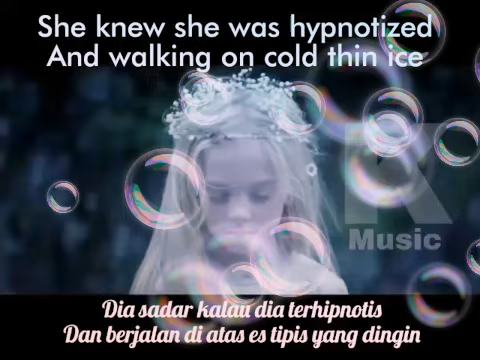 She knew she was hypnotized
And walking on cold thin ice
K
Music
Dia sadar kalau dia terhipnotis
Dan berjalan di atas es tipis yang dingin